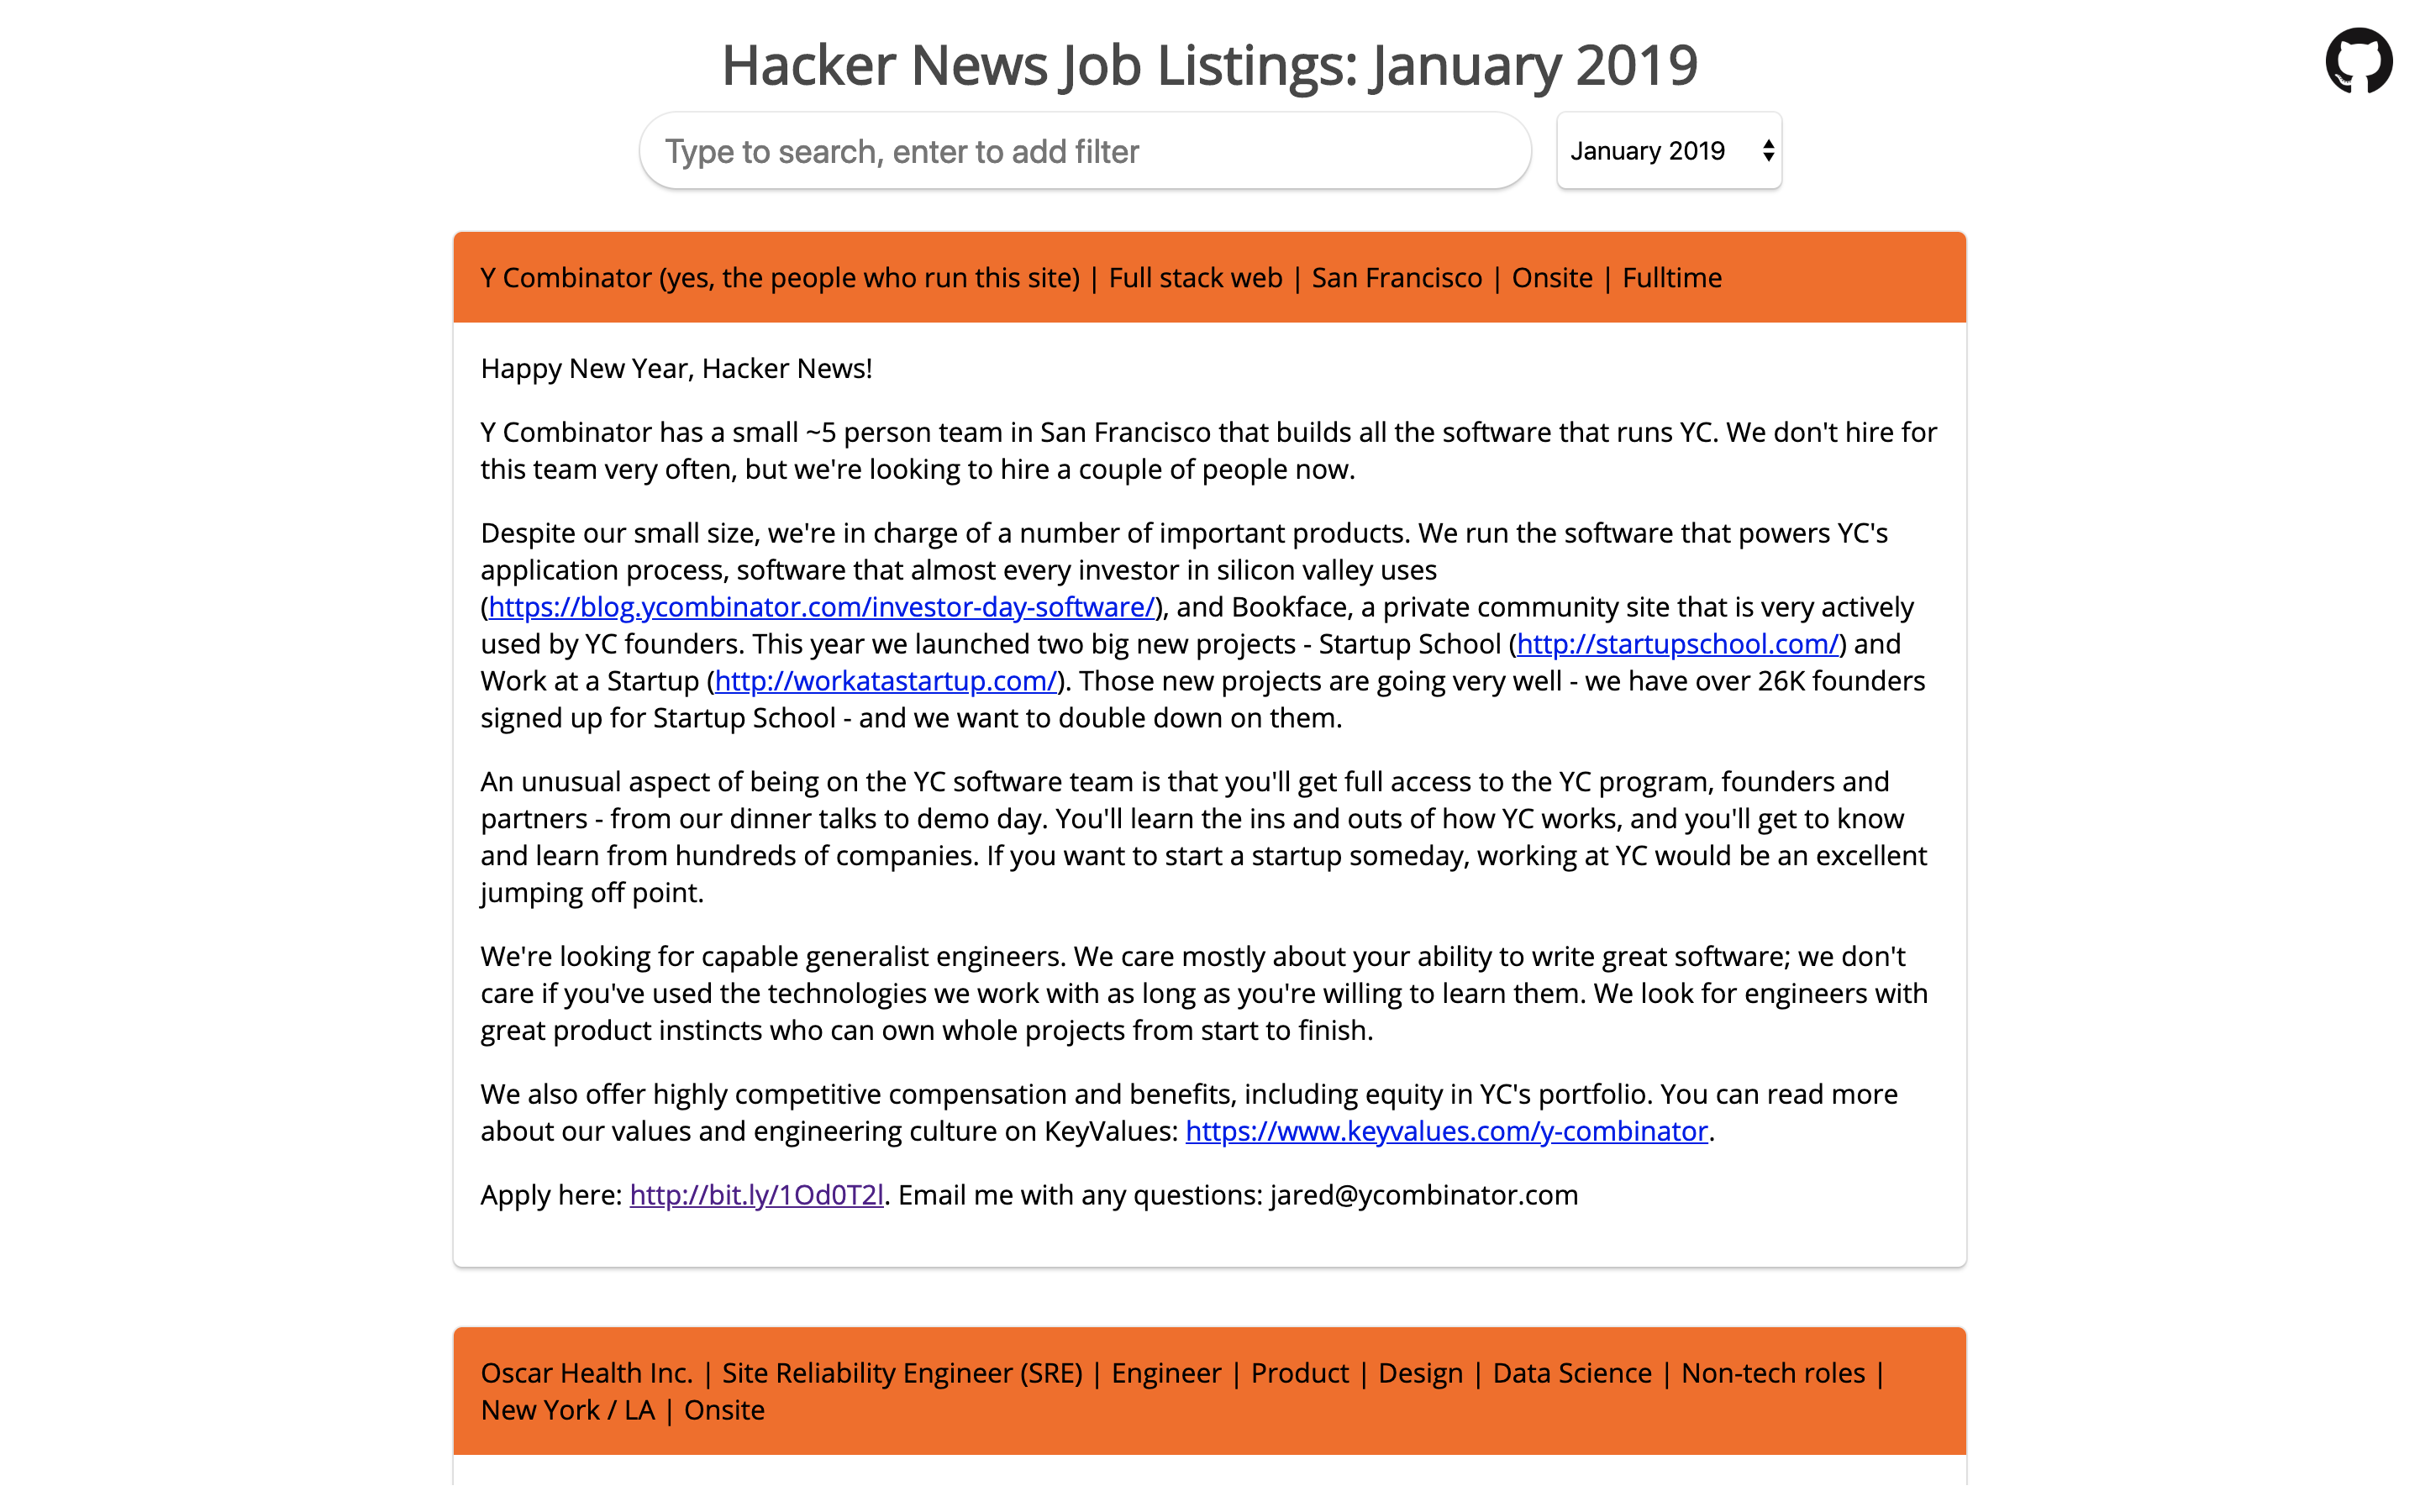 Hacker News Job Listings: January 2019
Type to search, enter to add filter
January 2019
Y Combinator (yes, the people who run this site) | Full stack web | San Francisco | Onsite | Fulltime
Happy New Year, Hacker News!
Y Combinator has a small ~5 person team in San Francisco that builds all the software that runs YC. We don't hire for
this team very often, but we're looking to hire a couple of people now.
Despite our small size, we're in charge of a number of important products. We run the software that powers YC's
application process, software that almost every investor in silicon valley uses
(https://blog.ycombinator.com/investor-day-software/), and Bookface, a private community site that is very actively
used by YC founders. This year we launched two big new projects - Startup School (http://startupschool.com/) and
Work at a Startup (http://workatastartup.com/). Those new projects are going very well - we have over 26K founders
signed up for Startup School - and we want to double down on them.
An unusual aspect of being on the YC software team is that you'll get full access to the YC program, founders and
partners - from our dinner talks to demo day. You'll learn the ins and outs of how YC works, and you'll get to know
and learn from hundreds of companies. If you want to start a startup someday, working at YC would be an excellent
jumping off point.
We're looking for capable generalist engineers. We care mostly about your ability to write great software; we don't
care if you've used the technologies we work with as long as you're willing to learn them. We look for engineers with
great product instincts who can own whole projects from start to finish.
We also offer highly competitive compensation and benefits, including equity in YC's portfolio. You can read more
about our values and engineering culture on KeyValues: https://www.keyvalues.com/y-combinator.
Apply here: http://bit.ly/1Od0T2l. Email me with any questions: jared@ycombinator.com
Oscar Health Inc. | Site Reliability Engineer (SRE) | Engineer | Product | Design | Data Science | Non-tech roles |
New York / LA | Onsite